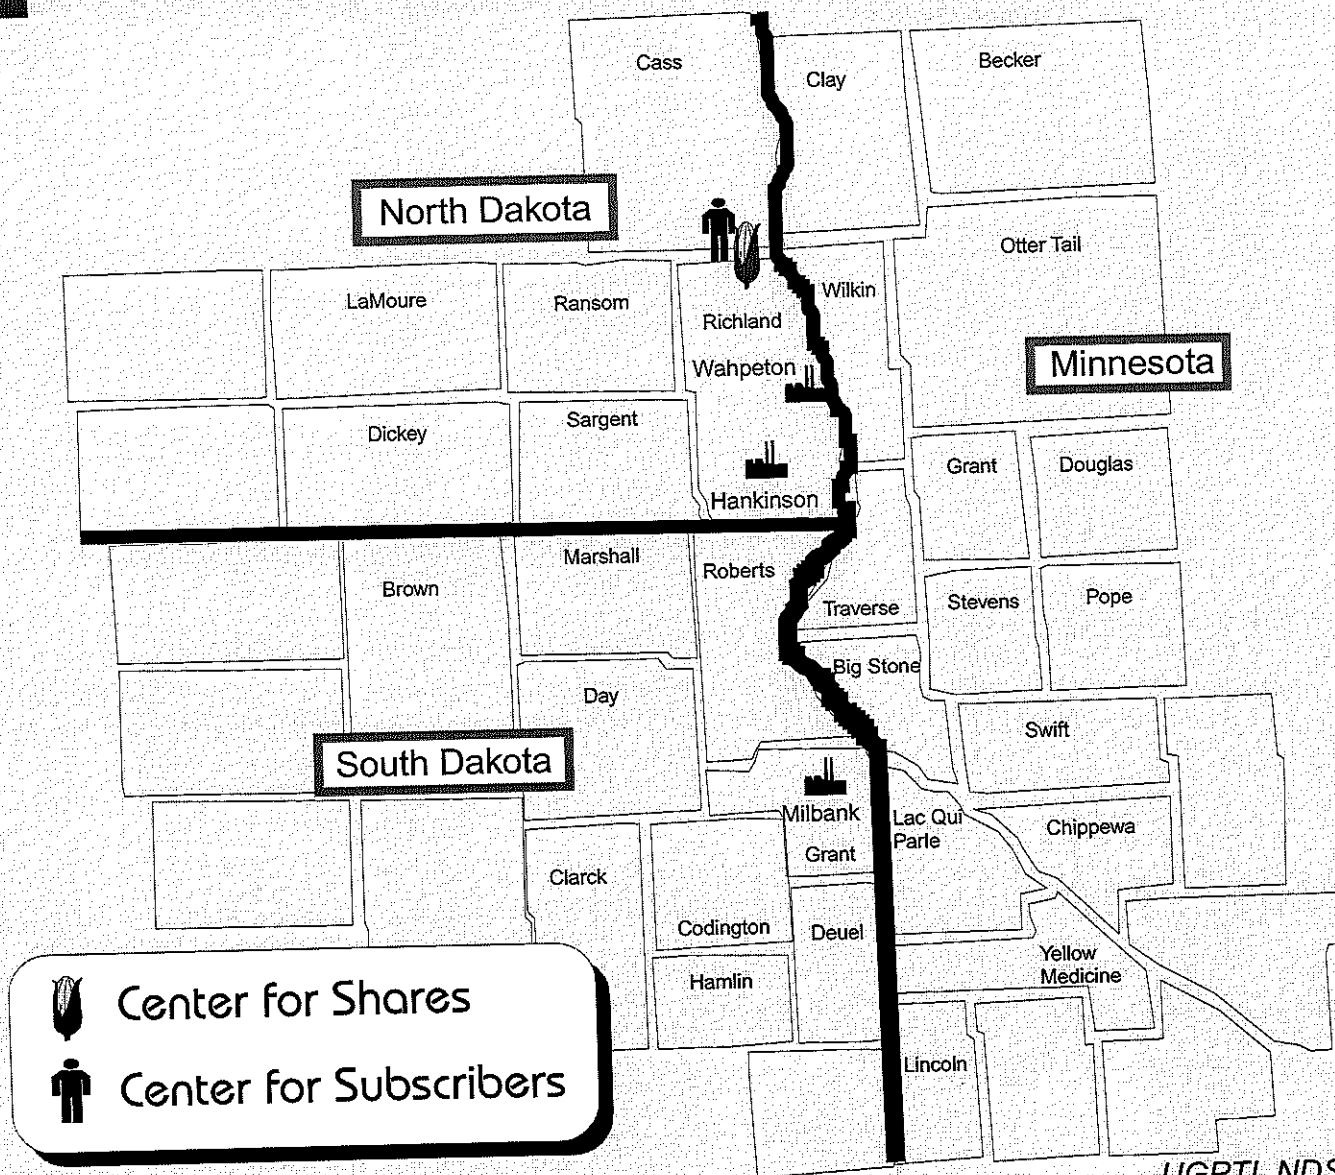 Cass
Clay
Becker
North Dakota
Otter Tail
LaMoure
Ransom
Wilkin
Richland
Minnesota
Wahpeton
Dickey
Sargent
Grant
Douglas
Hankinson
Marshall
Roberts
Brown
Traverse
Stevens
Pope
Big Stone
Day
Swift
South Dakota
Milbank
Lac Qui
Parle
Chippewa
Grant
Clarck
Codington
Deuel
Yellow
Medicine
Hamlin
Center for Shares
Center for Subscribers
Lincoln